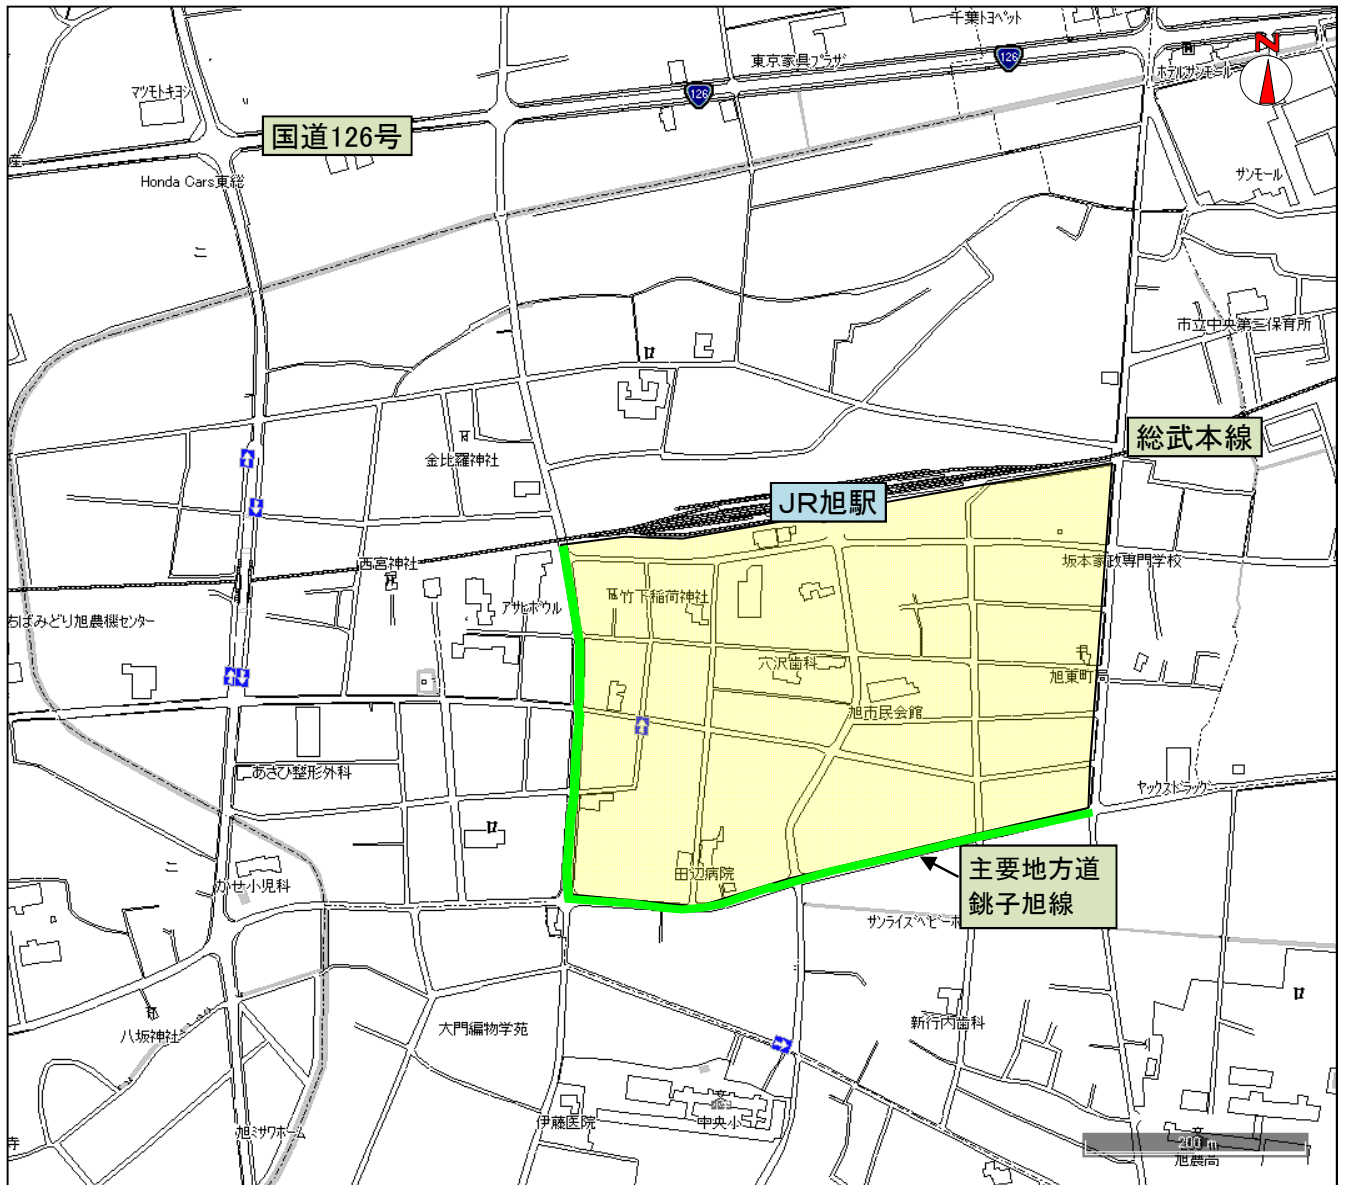 千葉トヨペット
N
東京家具プラザ
126
ホテルサンモール
マツモトキヨシ
126
国道126号
産
Honda Cars東総
サンモール
ニ
市立中央第三保育所
総武本線
金比羅神社
JR旭駅
西宮神社
坂本家政専門学校
竹下稲荷神社
アサヒボウル
ちばみどり旭農機センター
穴沢歯科
旭東町
旭市民会館
あさひ整形外科
ヤックスドラッグ
ニ
田辺病院
主要地方道
銚子旭線
かせ小児科
サンライズベビーホ
八坂神社
大門編物学苑
新行内歯科
伊藤医院
文
中央小
旭ミサワホーム
寺
文
200 m
旭農高